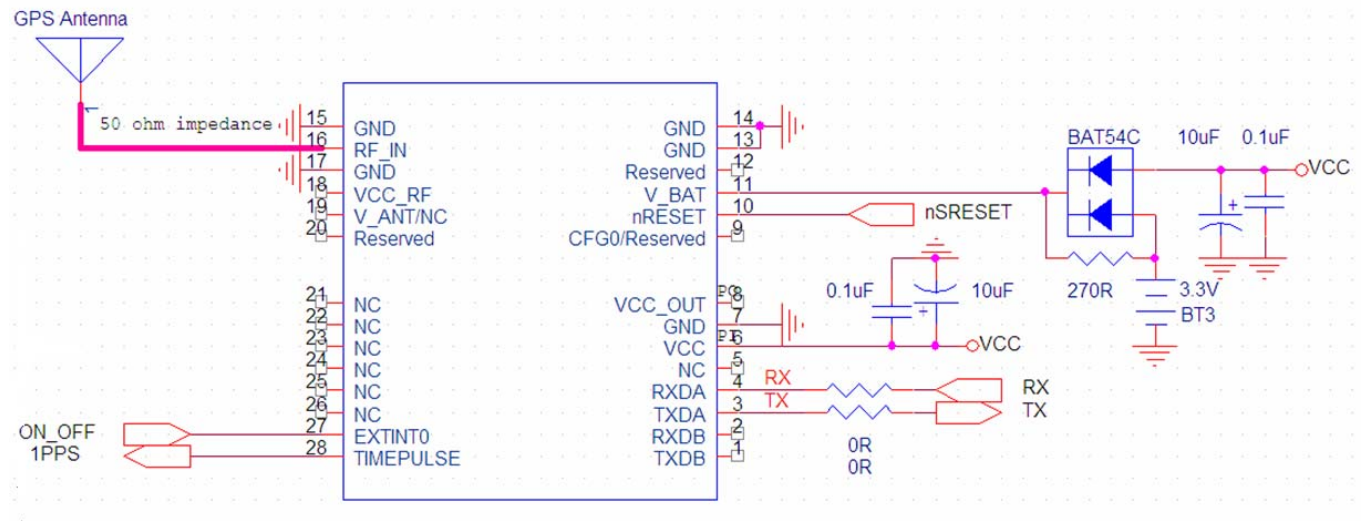 GPS Antenna
1
50 ohm impedance
15 GND
16 RF_IN
17 GND
18 VCC_RF
19 V_ANT/NC
20 Reserved
21 NC
22 NC
23 NC
24 NC
25 NC
26 NC
27 EXTINT0
28 TIMEPULSE
ON_OFF
1PPS
GND 14
GND 13
Reserved 12
V_BAT 11
nRESET 10
CFG0/Reserved 9
VCC_OUT 8
GND 7
VCC 6
NC 5
RXDA 4
TXDA 3
RXDB 2
TXDB 1
nSRESET
BAT54C
10uF
0.1uF
VCC
270R
3.3V
BT3
0.1uF
+
10uF
+
VCC
RX
TX
RX
TX
0R
0R